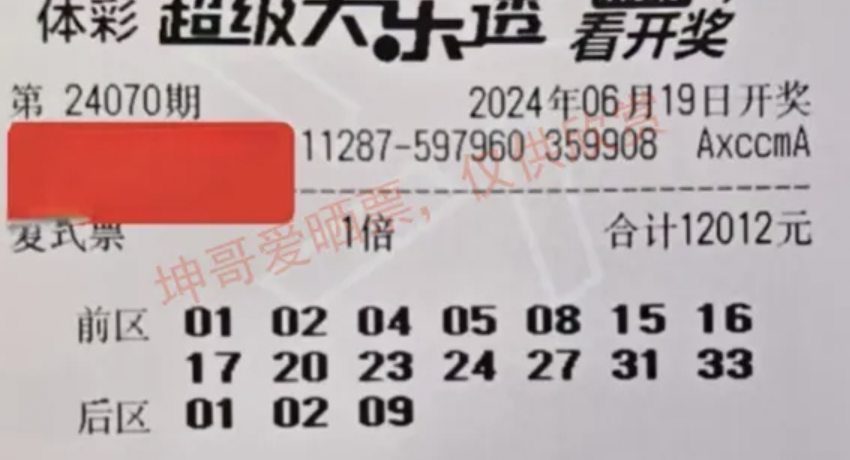 体彩 超级大乐透 看开奖
第 24070期 2024年06月19日开奖
11287-597960 359908 AxccmA
复式票 1倍 合计12012元
坤哥爱晒票，仅供欣赏
前区 01 02 04 05 08 15 16
17 20 23 24 27 31 33
后区 01 02 09